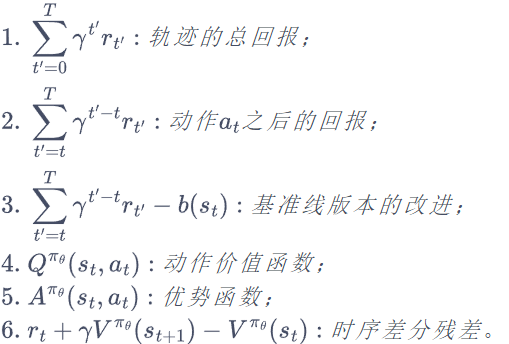 1. $\sum_{t'=0}^{T} \gamma^{t'} r_{t'}$ : 轨迹的总回报；
2. $\sum_{t'=t}^{T} \gamma^{t'-t} r_{t'}$ : 动作$a_t$之后的回报；
3. $\sum_{t'=t}^{T} \gamma^{t'-t} r_{t'} - b(s_t)$ : 基准线版本的改进；
4. $Q^{\pi_\theta}(s_t, a_t)$ : 动作价值函数；
5. $A^{\pi_\theta}(s_t, a_t)$ : 优势函数；
6. $r_t + \gamma V^{\pi_\theta}(s_{t+1}) - V^{\pi_\theta}(s_t)$ : 时序差分残差。